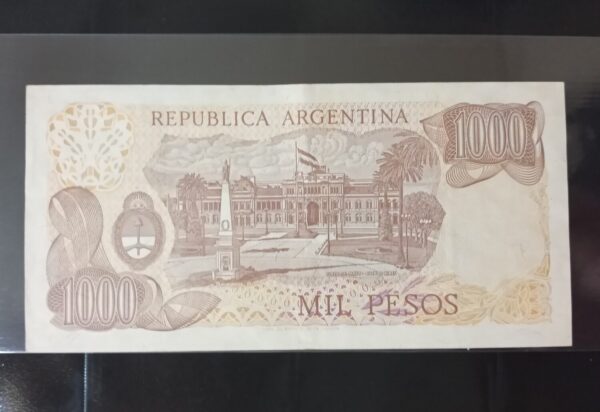 REPUBLICA ARGENTINA
1000
1000
MIL PESOS